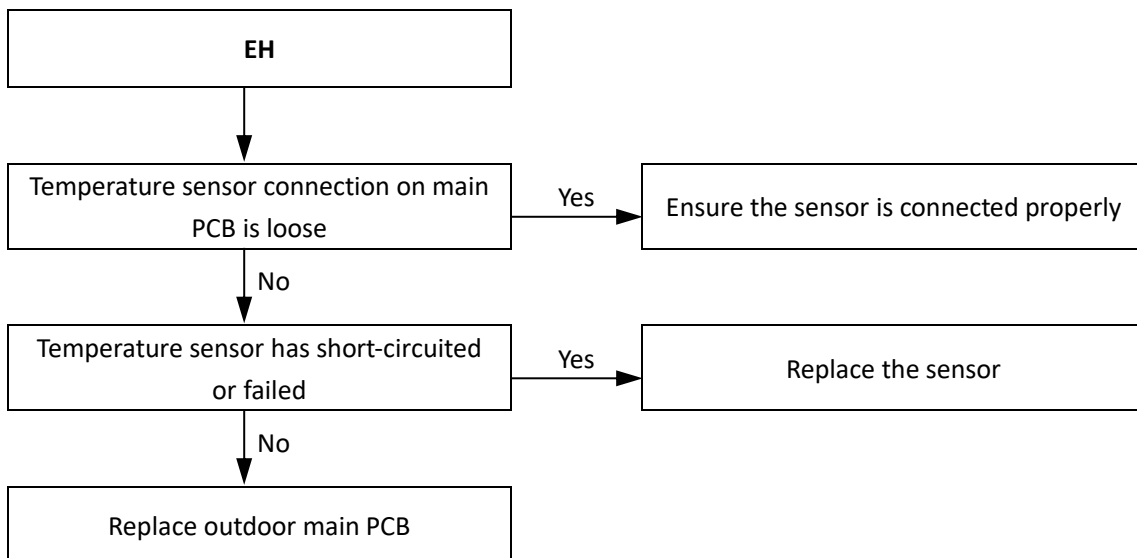 EH
Temperature sensor connection on main
PCB is loose
Yes
Ensure the sensor is connected properly
No
Temperature sensor has short-circuited
or failed
Yes
Replace the sensor
No
Replace outdoor main PCB